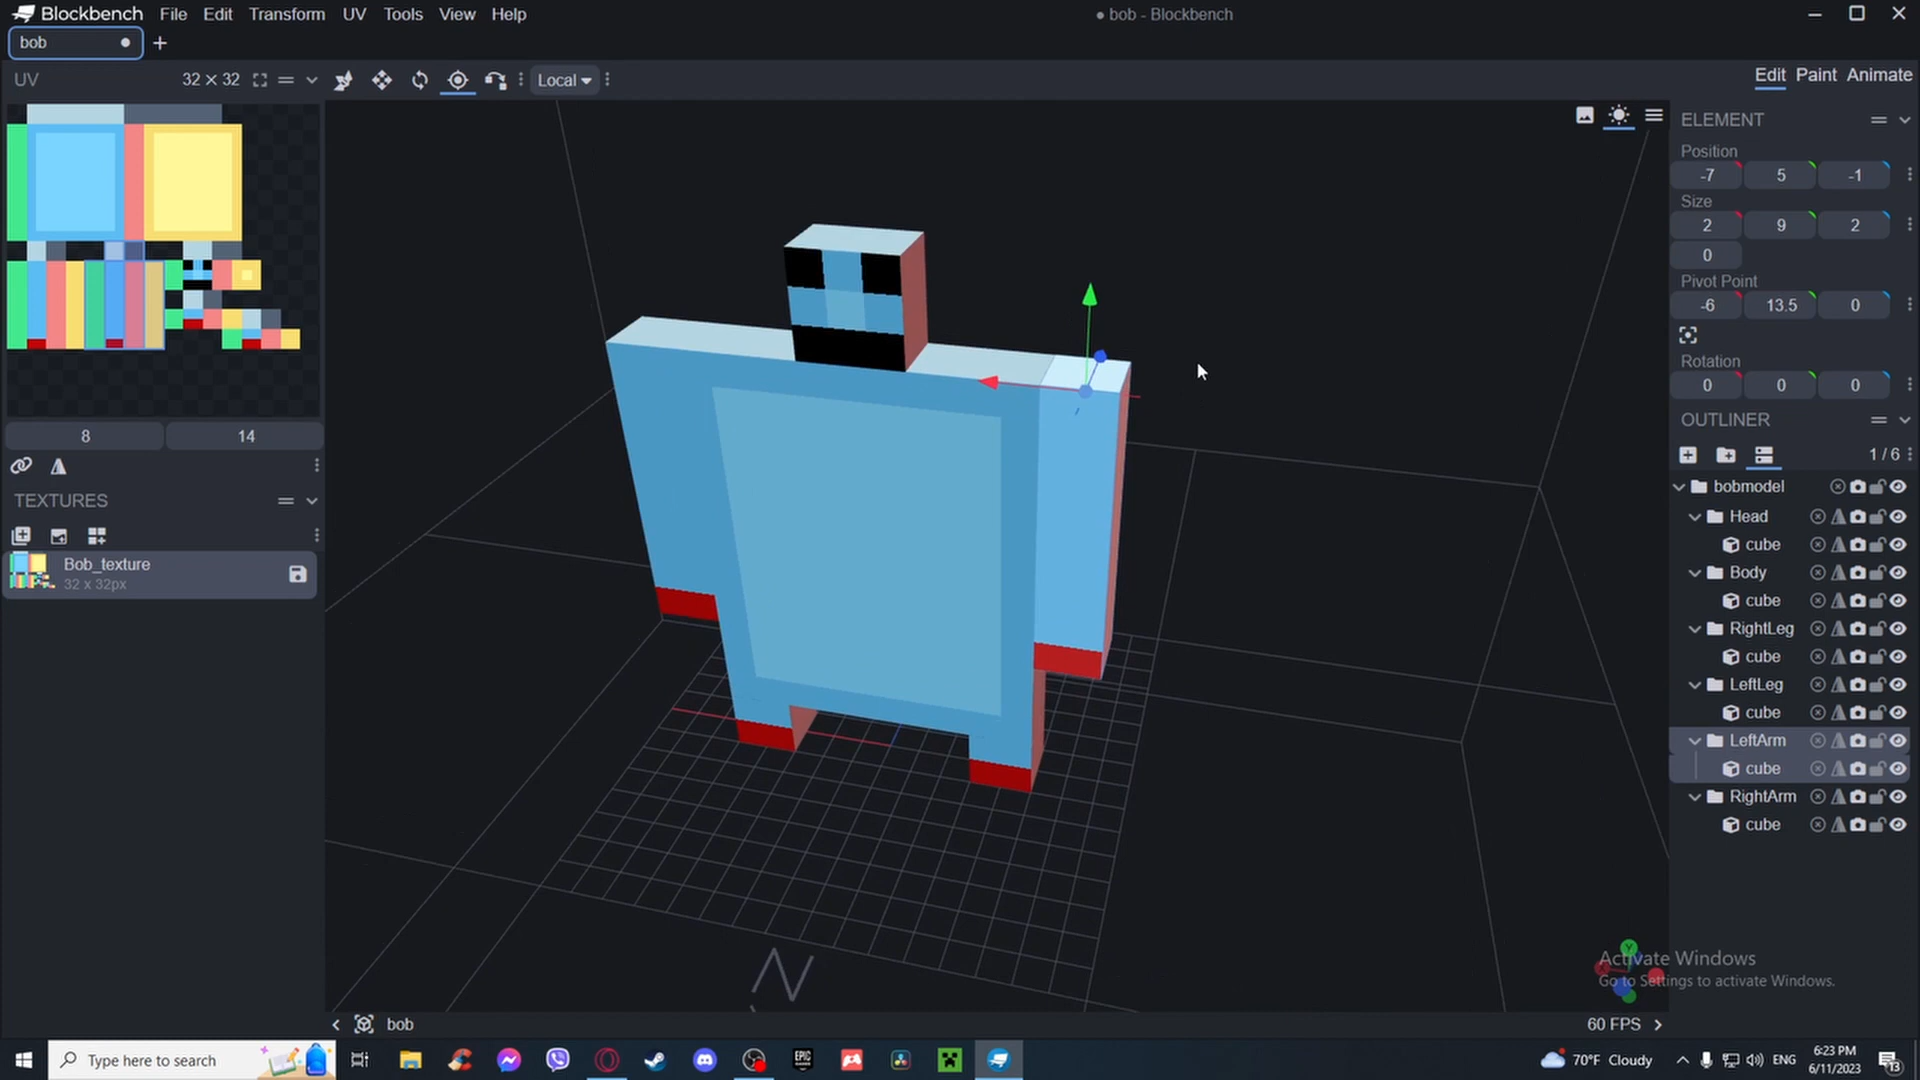 Blockbench File Edit Transform UV Tools View Help
• bob - Blockbench
bob
UV 32 × 32
Local
Edit Paint Animate
8 14
TEXTURES
Bob_texture
32 x 32px
N
ELEMENT
Position
-7 5 -1
Size
2 9 2
0
Pivot Point
-6 13.5 0
Rotation
0 0 0
OUTLINER
1 / 6
bobmodel
Head
cube
Body
cube
RightLeg
cube
LeftLeg
cube
LeftArm
cube
RightArm
cube
Y
Activate Windows
Go to Settings to activate Windows.
bob
60 FPS
Type here to search
EPIC
70°F Cloudy
ENG
6:23 PM
6/11/2023
13